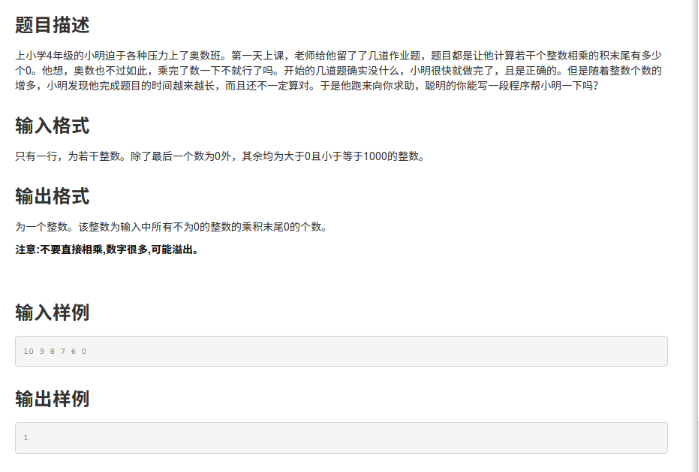 题目描述
上小学4年级的小明迫于各种压力上了奥数班。第一天上课，老师给他留了了几道作业题，题目都是让他计算若干个整数相乘的积末尾有多少
个0。他想，奥数也不过如此，乘完了数一下不就行了吗。开始的几道题确实没什么，小明很快就做完了，且是正确的。但是随着整数个数的
增多，小明发现他完成题目的时间越来越长，而且还不一定算对。于是他跑来向你求助，聪明的你能写一段程序帮小明一下吗？
输入格式
只有一行，为若干整数。除了最后一个数为0外，其余均为大于0且小于等于1000的整数。
输出格式
为一个整数。该整数为输入中所有不为0的整数的乘积末尾0的个数。
注意:不要直接相乘,数字很多,可能溢出。
输入样例
10 9 8 7 6 0
输出样例
1